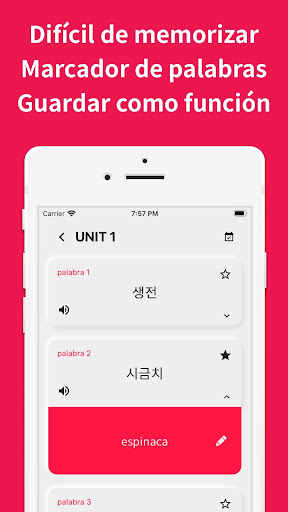 Difícil de memorizar
Marcador de palabras
Guardar como función
Carrier 7:57 PM
UNIT 1
palabra 1
생전
palabra 2
시금치
espinaca
palabra 3